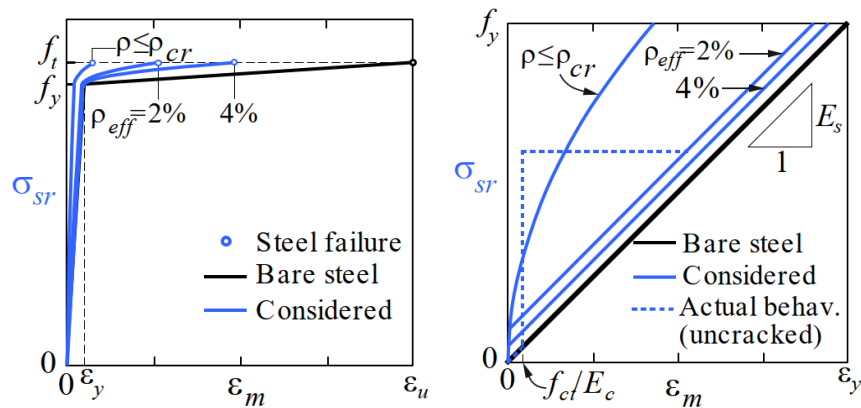 f_t
ρ≤ρ_cr
f_y
ρ_eff=2%
4%
σ_sr
Steel failure
Bare steel
Considered
0
0
ε_y
ε_m
ε_u
f_y
ρ≤ρ_cr
ρ_eff=2%
4%
E_s
1
σ_sr
Bare steel
Considered
Actual behav.
(uncracked)
0
0
f_ct/E_c
ε_m
ε_y